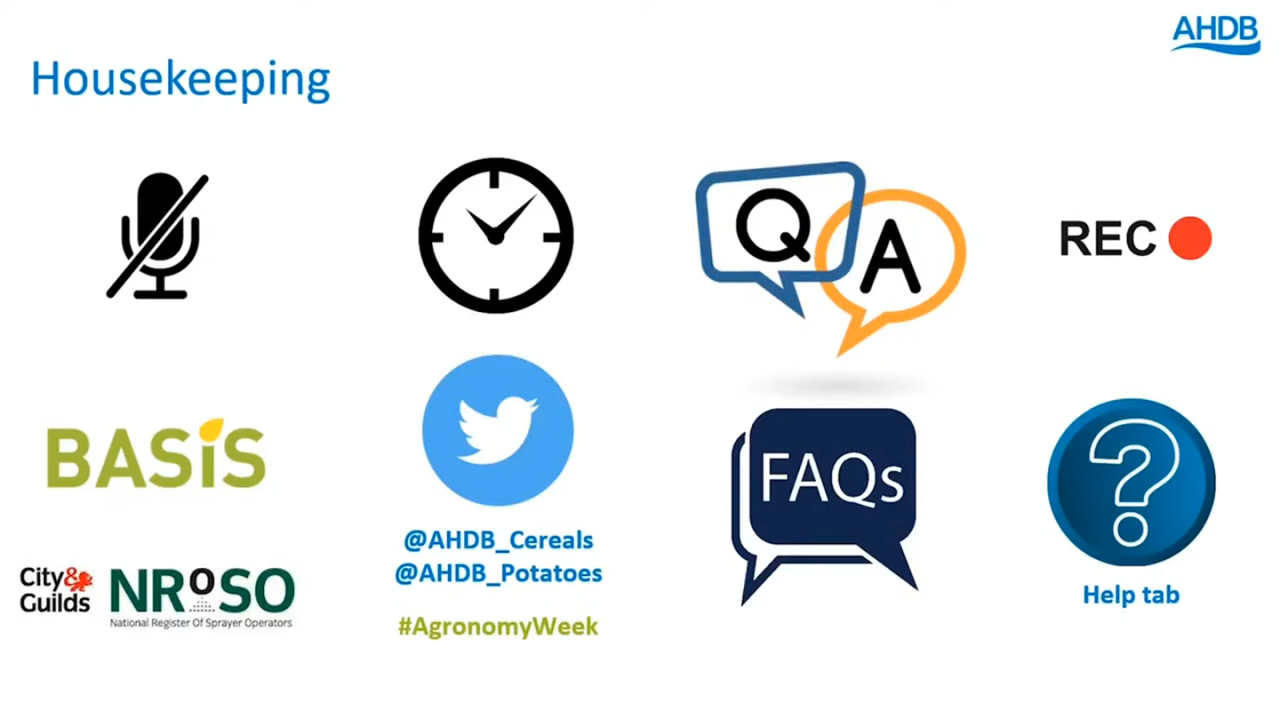 AHDB
Housekeeping
Q
A
REC
BASiS
@AHDB_Cereals
@AHDB_Potatoes
#AgronomyWeek
FAQs
Help tab
City&
Guilds
NRoSO
National Register Of Sprayer Operators